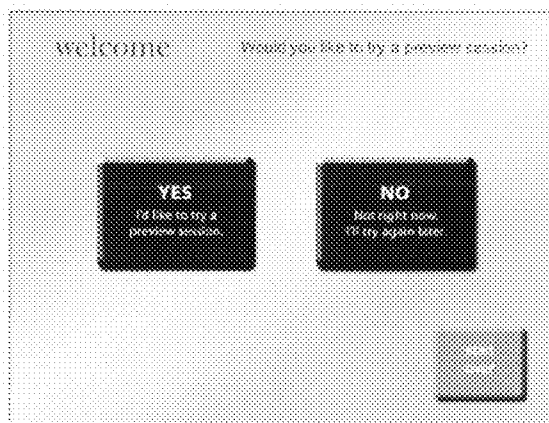 welcome
Would you like to try a preview session?
YES
I'd like to try a
preview session.
NO
Not right now.
I'll try again later.